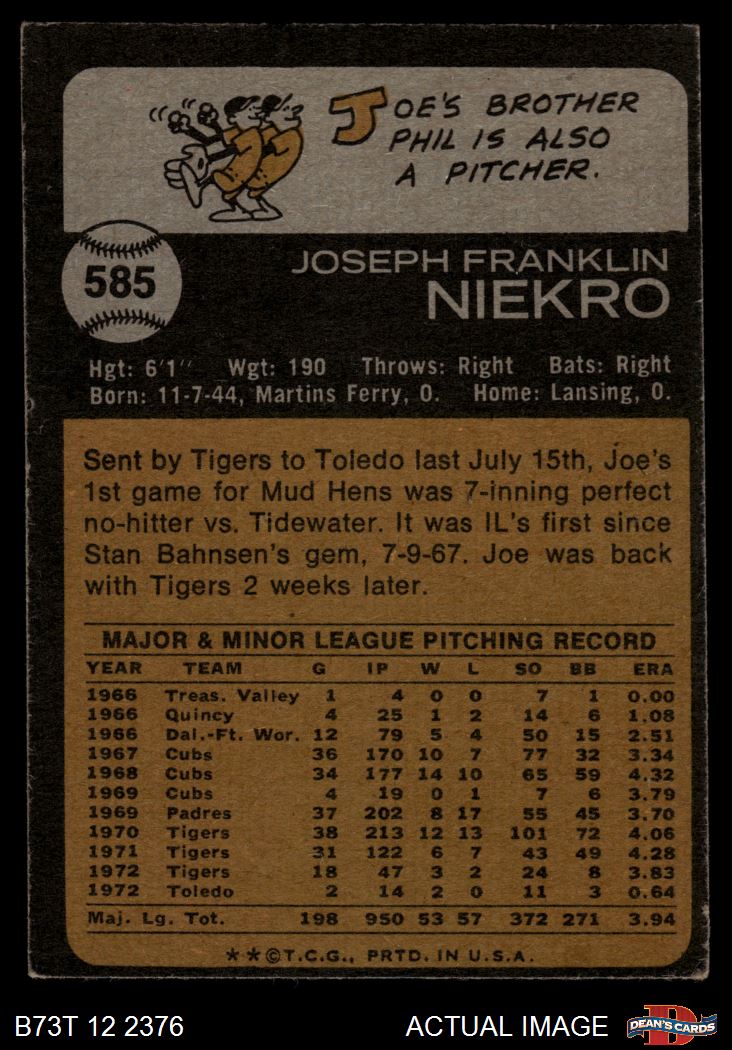 JOE'S BROTHER
PHIL IS ALSO
A PITCHER.
585
JOSEPH FRANKLIN
NIEKRO
Hgt: 6'1" Wgt: 190 Throws: Right Bats: Right
Born: 11-7-44, Martins Ferry, O. Home: Lansing, O.
Sent by Tigers to Toledo last July 15th, Joe's
1st game for Mud Hens was 7-inning perfect
no-hitter vs. Tidewater. It was IL's first since
Stan Bahnsen's gem, 7-9-67. Joe was back
with Tigers 2 weeks later.
MAJOR & MINOR LEAGUE PITCHING RECORD
YEAR TEAM G IP W L SO BB ERA
1966 Treas. Valley 1 4 0 0 7 1 0.00
1966 Quincy 4 25 1 2 14 6 1.08
1966 Dal.-Ft. Wor. 12 79 5 4 50 15 2.51
1967 Cubs 36 170 10 7 77 32 3.34
1968 Cubs 34 177 14 10 65 59 4.32
1969 Cubs 4 19 0 1 7 6 3.79
1969 Padres 37 202 8 17 55 45 3.70
1970 Tigers 38 213 12 13 101 72 4.06
1971 Tigers 31 122 6 7 43 49 4.28
1972 Tigers 18 47 3 2 24 8 3.83
1972 Toledo 2 14 2 0 11 3 0.64
Maj. Lg. Tot. 198 950 53 57 372 271 3.94
**©T.C.G., PRTD. IN U.S.A.
B73T 12 2376 ACTUAL IMAGE D DEAN'S CARDS